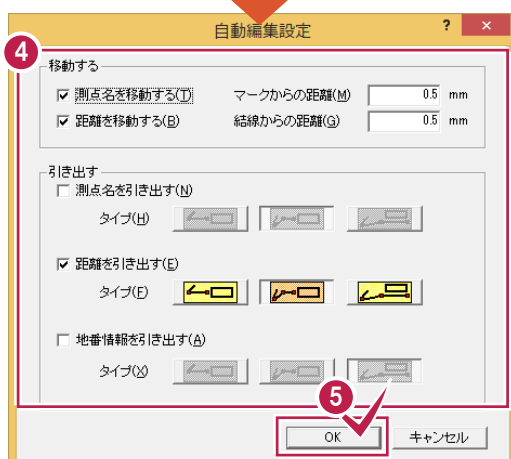 自動編集設定 ? ×
4
移動する
測点名を移動する(T) マークからの距離(M) 0.5 mm
距離を移動する(B) 結線からの距離(G) 0.5 mm
引き出す
測点名を引き出す(N)
タイプ(H)
距離を引き出す(E)
タイプ(F)
地番情報を引き出す(A)
タイプ(X)
5
OK キャンセル